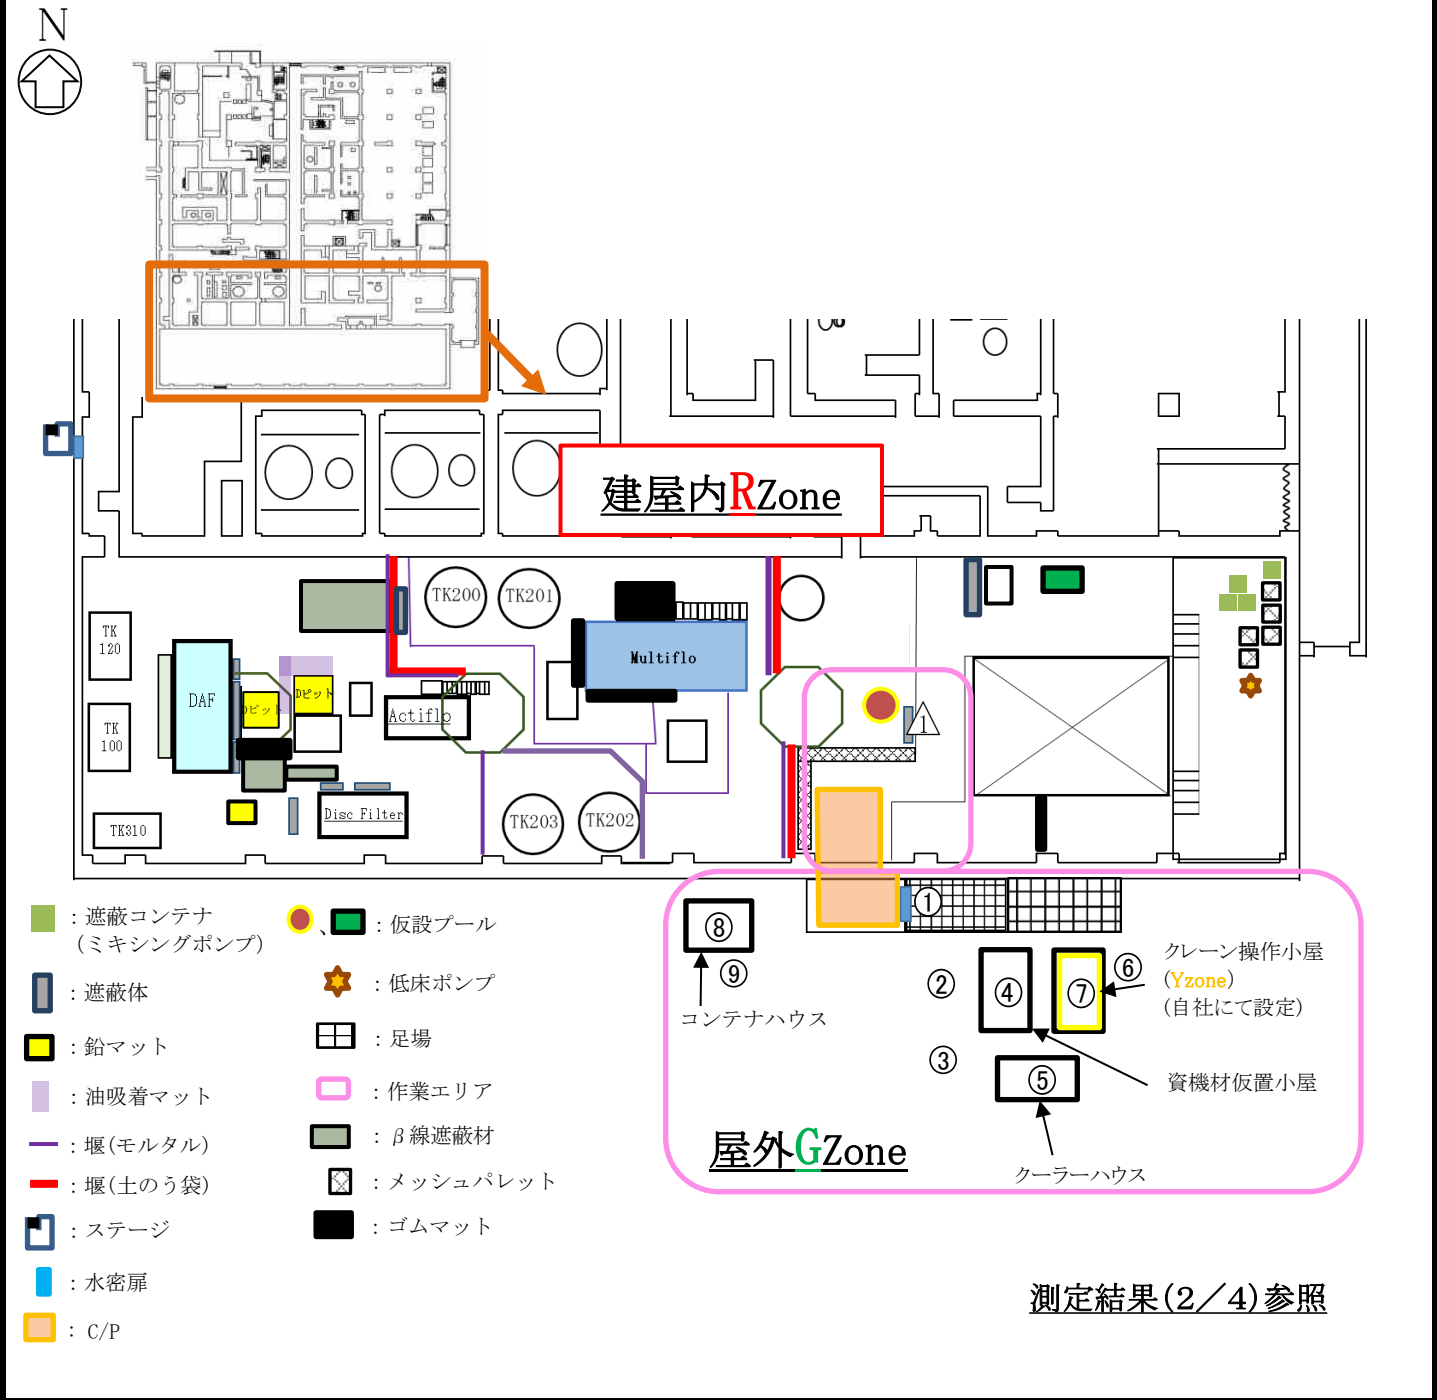 N
建屋内RZone
TK200
TK201
TK
120
DAF
Dピット
Dピット
Multiflo
Actiflo
1
TK
100
TK310
Disc Filter
TK203
TK202
①
：遮蔽コンテナ
(ミキシングポンプ)
、
：仮設プール
⑧
⑨
コンテナハウス
②
④
⑦
⑥
クレーン操作小屋
(Yzone)
(自社にて設定)
：遮蔽体
：低床ポンプ
：鉛マット
：足場
③
⑤
資機材仮置小屋
：油吸着マット
：作業エリア
：堰(モルタル)
：β線遮蔽材
屋外GZone
クーラーハウス
：堰(土のう袋)
：メッシュパレット
：ステージ
：ゴムマット
：水密扉
：C/P
測定結果(2／4)参照